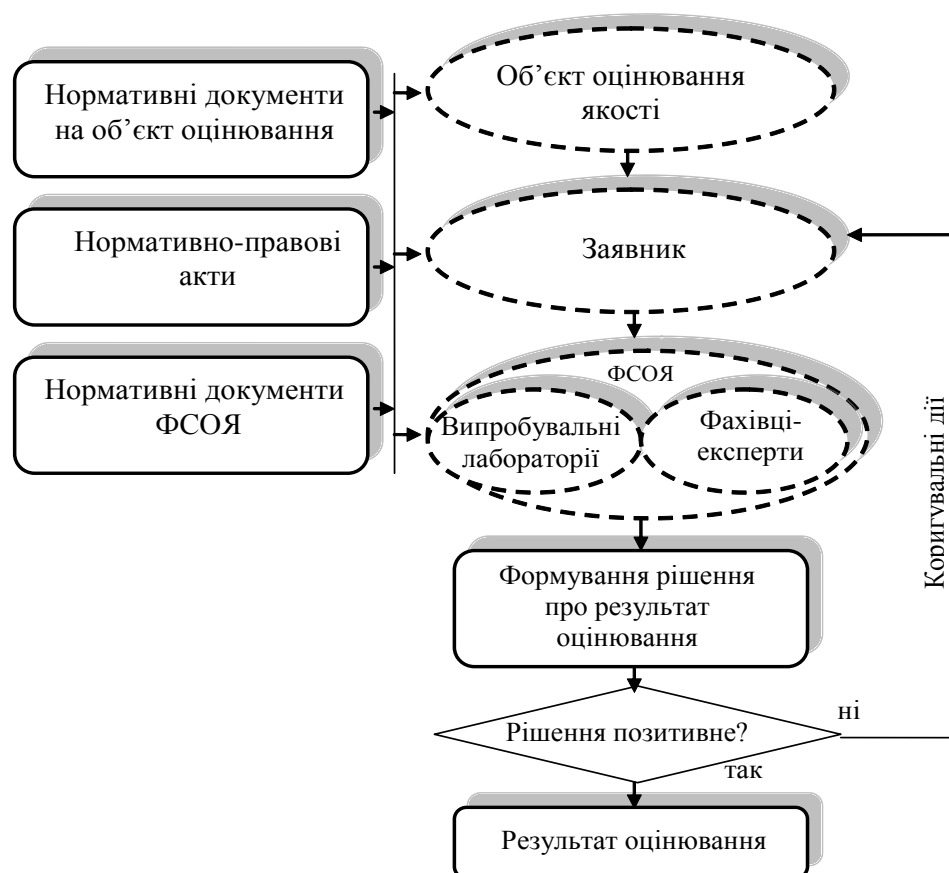 Нормативні документи
на об’єкт оцінювання
Об’єкт оцінювання
якості
Нормативно-правові
акти
Заявник
Нормативні документи
ФСОЯ
ФСОЯ
Випробувальні
лабораторії
Фахівці-
експерти
Коригувальні дії
Формування рішення
про результат
оцінювання
Рішення позитивне?
ні
так
Результат оцінювання